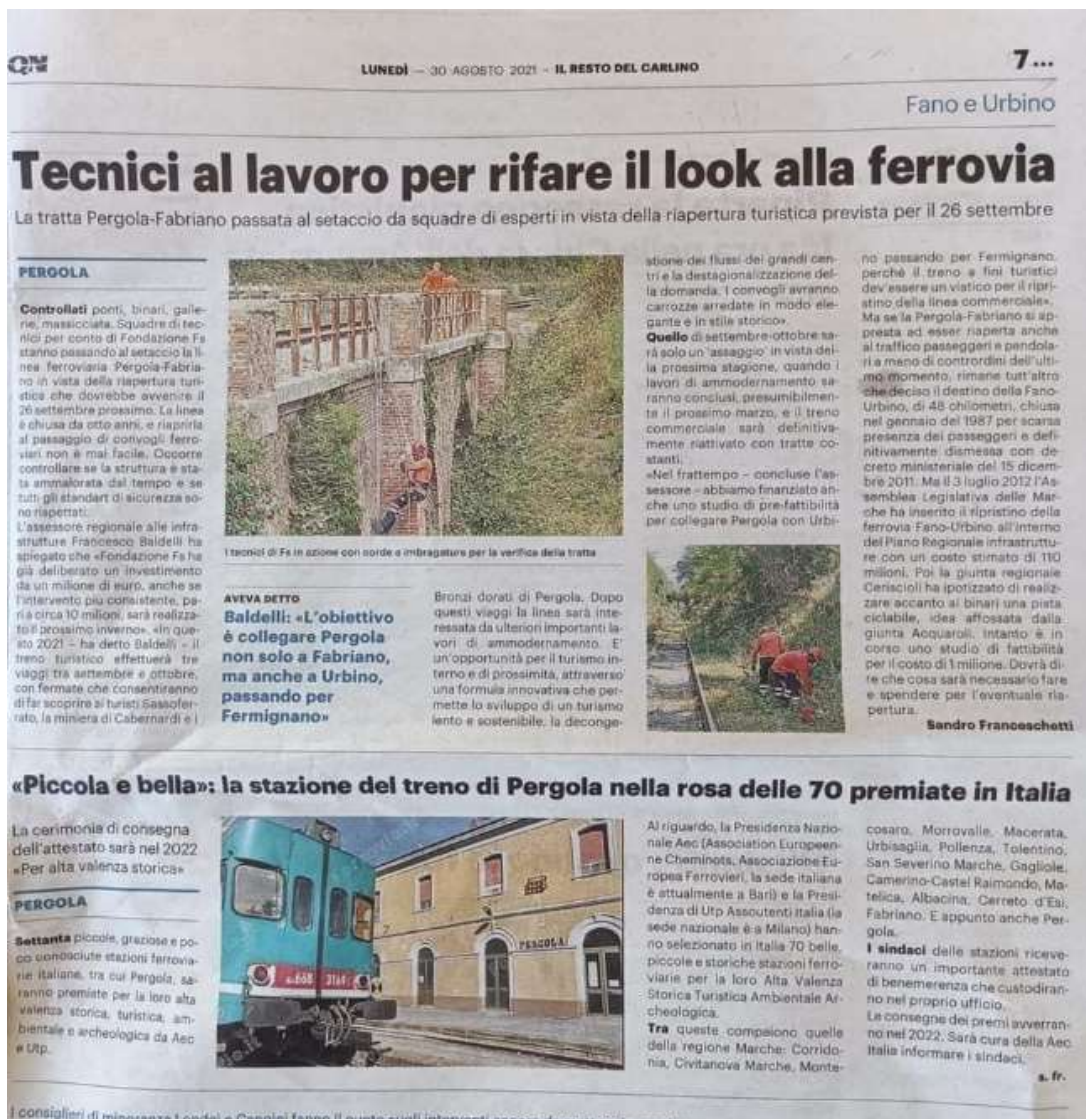 QN
LUNEDÌ — 30 AGOSTO 2021 – IL RESTO DEL CARLINO
7...
Fano e Urbino
Tecnici al lavoro per rifare il look alla ferrovia
La tratta Pergola-Fabriano passata al setaccio da squadre di esperti in vista della riapertura turistica prevista per il 26 settembre
PERGOLA
Controllati ponti, binari, galle-
rie, massicciata. Squadre di tec-
nici per conto di Fondazione Fs
stanno passando al setaccio la li-
nea ferroviaria Pergola-Fabria-
no in vista della riapertura turi-
stica che dovrebbe avvenire il
26 settembre prossimo. La linea
è chiusa da otto anni, e riaprirla
al passaggio di convogli ferro-
viari non è mai facile. Occorre
controllare se la struttura è sta-
ta ammalorata dal tempo e se
tutti gli standart di sicurezza so-
no rispettati.
L'assessore regionale alle infra-
strutture Francesco Baldelli ha
spiegato che «Fondazione Fs ha
già deliberato un investimento
da un milione di euro, anche se
l'intervento più consistente, pa-
ri a circa 10 milioni, sarà realizza-
to il prossimo inverno». «In que-
sto 2021 – ha detto Baldelli – il
treno turistico effettuerà tre
viaggi tra settembre e ottobre,
con fermate che consentiranno
di far scoprire ai turisti Sassofer-
rato, la miniera di Cabernardi e i
I tecnici di Fs in azione con corde e imbragature per la verifica della tratta
AVEVA DETTO
Baldelli: «L'obiettivo
è collegare Pergola
non solo a Fabriano,
ma anche a Urbino,
passando per
Fermignano»
Bronzi dorati di Pergola. Dopo
questi viaggi la linea sarà inte-
ressata da ulteriori importanti la-
vori di ammodernamento. E'
un'opportunità per il turismo in-
terno e di prossimità, attraverso
una formula innovativa che per-
mette lo sviluppo di un turismo
lento e sostenibile, la deconge-
stione dei flussi dei grandi cen-
tri e la destagionalizzazione del-
la domanda. I convogli avranno
carrozze arredate in modo ele-
gante e in stile storico».
Quello di settembre-ottobre sa-
rà solo un 'assaggio' in vista del-
la prossima stagione, quando i
lavori di ammodernamento sa-
ranno conclusi, presumibilmen-
te il prossimo marzo, e il treno
commerciale sarà definitiva-
mente riattivato con tratte co-
stanti.
«Nel frattempo – concluse l'as-
sessore – abbiamo finanziato an-
che uno studio di pre-fattibilità
per collegare Pergola con Urbi-
no passando per Fermignano,
perché il treno a fini turistici
dev'essere un viatico per il ripri-
stino della linea commerciale».
Ma se la Pergola-Fabriano si ap-
presta ad esser riaperta anche
al traffico passeggeri e pendola-
ri a meno di controrrdini dell'ulti-
mo momento, rimane tutt'altro
che deciso il destino della Fano-
Urbino, di 48 chilometri, chiusa
nel gennaio del 1987 per scarsa
presenza dei passeggeri e defi-
nitivamente dismessa con de-
creto ministeriale del 15 dicem-
bre 2011. Ma il 3 luglio 2012 l'As-
semblea Legislativa delle Mar-
che ha inserito il ripristino della
ferrovia Fano-Urbino all'interno
del Piano Regionale infrastruttu-
re con un costo stimato di 110
milioni. Poi la giunta regionale
Ceriscioli ha ipotizzato di realiz-
zare accanto ai binari una pista
ciclabile, idea affossata dalla
giunta Acquaroli. Intanto è in
corso uno studio di fattibilità
per il costo di 1 milione. Dovrà di-
re che cosa sarà necessario fare
e spendere per l'eventuale ria-
pertura.
Sandro Franceschetti
«Piccola e bella»: la stazione del treno di Pergola nella rosa delle 70 premiate in Italia
La cerimonia di consegna
dell'attestato sarà nel 2022
«Per alta valenza storica»
PERGOLA
Settanta piccole, graziose e po-
co conosciute stazioni ferrovia-
rie italiane, tra cui Pergola, sa-
ranno premiate per la loro alta
valenza storica, turistica, am-
bientale e archeologica da Aec
e Utp.
668 3149
PERGOLA
Al riguardo, la Presidenza Nazio-
nale Aec (Association Europeen-
ne Cheminots, Associazione Eu-
ropea Ferrovieri, la sede italiana
è attualmente a Bari) e la Presi-
denza di Utp Assoutenti Italia (la
sede nazionale è a Milano) han-
no selezionato in Italia 70 belle,
piccole e storiche stazioni ferro-
viarie per la loro Alta Valenza
Storica Turistica Ambientale Ar-
cheologica.
Tra queste compaiono quelle
della regione Marche: Corrido-
nia, Civitanova Marche, Monte-
cosaro, Morrovalle, Macerata,
Urbisaglia, Pollenza, Tolentino,
San Severino Marche, Gagliole,
Camerino-Castel Raimondo, Ma-
telica, Albacina, Cerreto d'Esi,
Fabriano. E appunto anche Per-
gola.
I sindaci delle stazioni riceve-
ranno un importante attestato
di benemerenza che custodiran-
no nel proprio ufficio.
Le consegne dei premi avverran-
no nel 2022. Sarà cura della Aec
Italia informare i sindaci.
s. fr.
I consiglieri di minoranza Londei e